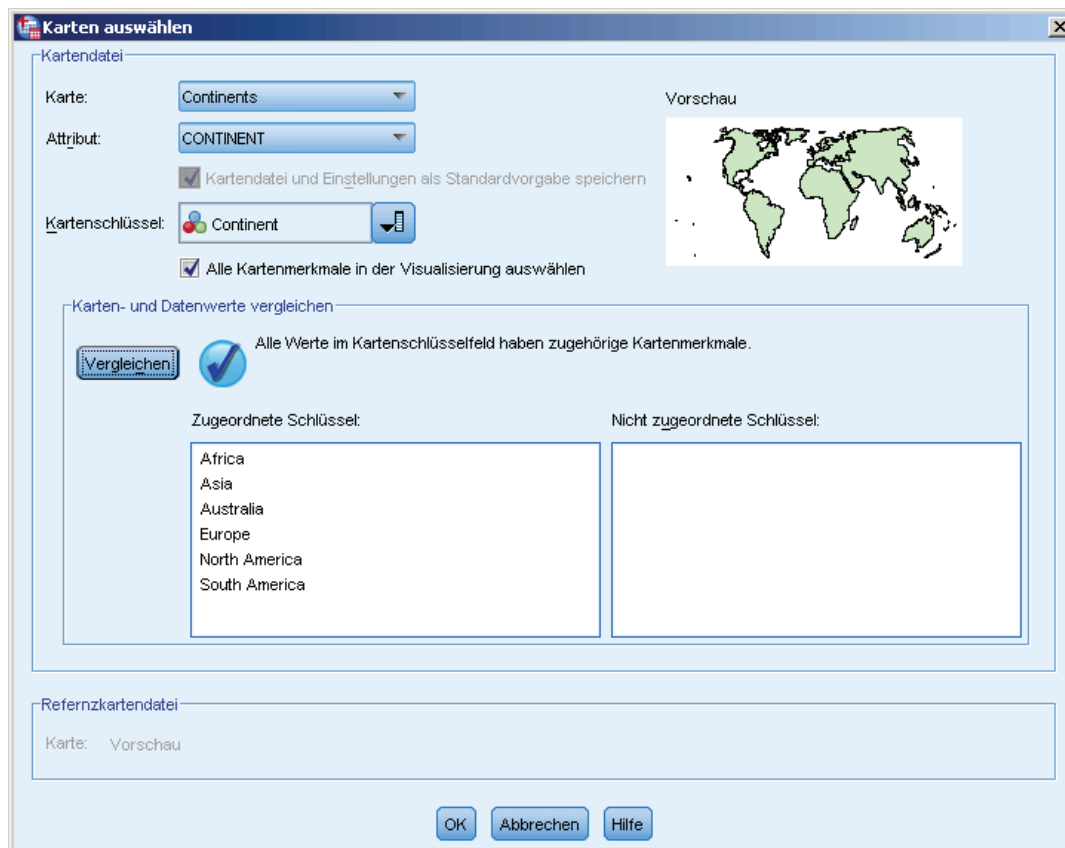 Karten auswählen
Kartendatei
Karte: Continents
Vorschau
Attribut: CONTINENT
Kartendatei und Einstellungen als Standardvorgabe speichern
Kartenschlüssel: Continent
Alle Kartenmerkmale in der Visualisierung auswählen
Karten- und Datenwerte vergleichen
Vergleichen
Alle Werte im Kartenschlüsselfeld haben zugehörige Kartenmerkmale.
Zugeordnete Schlüssel:
Africa
Asia
Australia
Europe
North America
South America
Nicht zugeordnete Schlüssel:
Refernzkartendatei
Karte: Vorschau
OK Abbrechen Hilfe